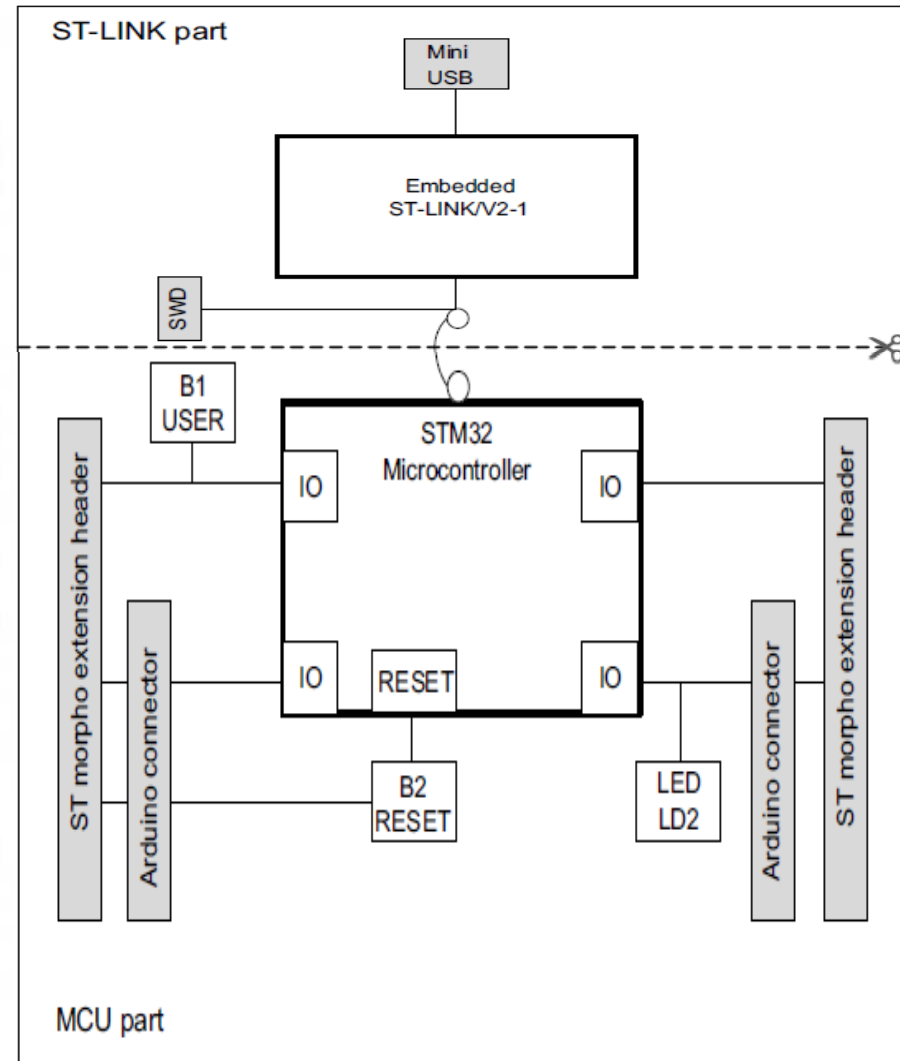 ST-LINK part
Mini
USB
Embedded
ST-LINK/V2-1
SWD
B1
USER
STM32
Microcontroller
IO
IO
ST morpho extension header
ST morpho extension header
Arduino connector
Arduino connector
IO
RESET
IO
B2
RESET
LED
LD2
MCU part